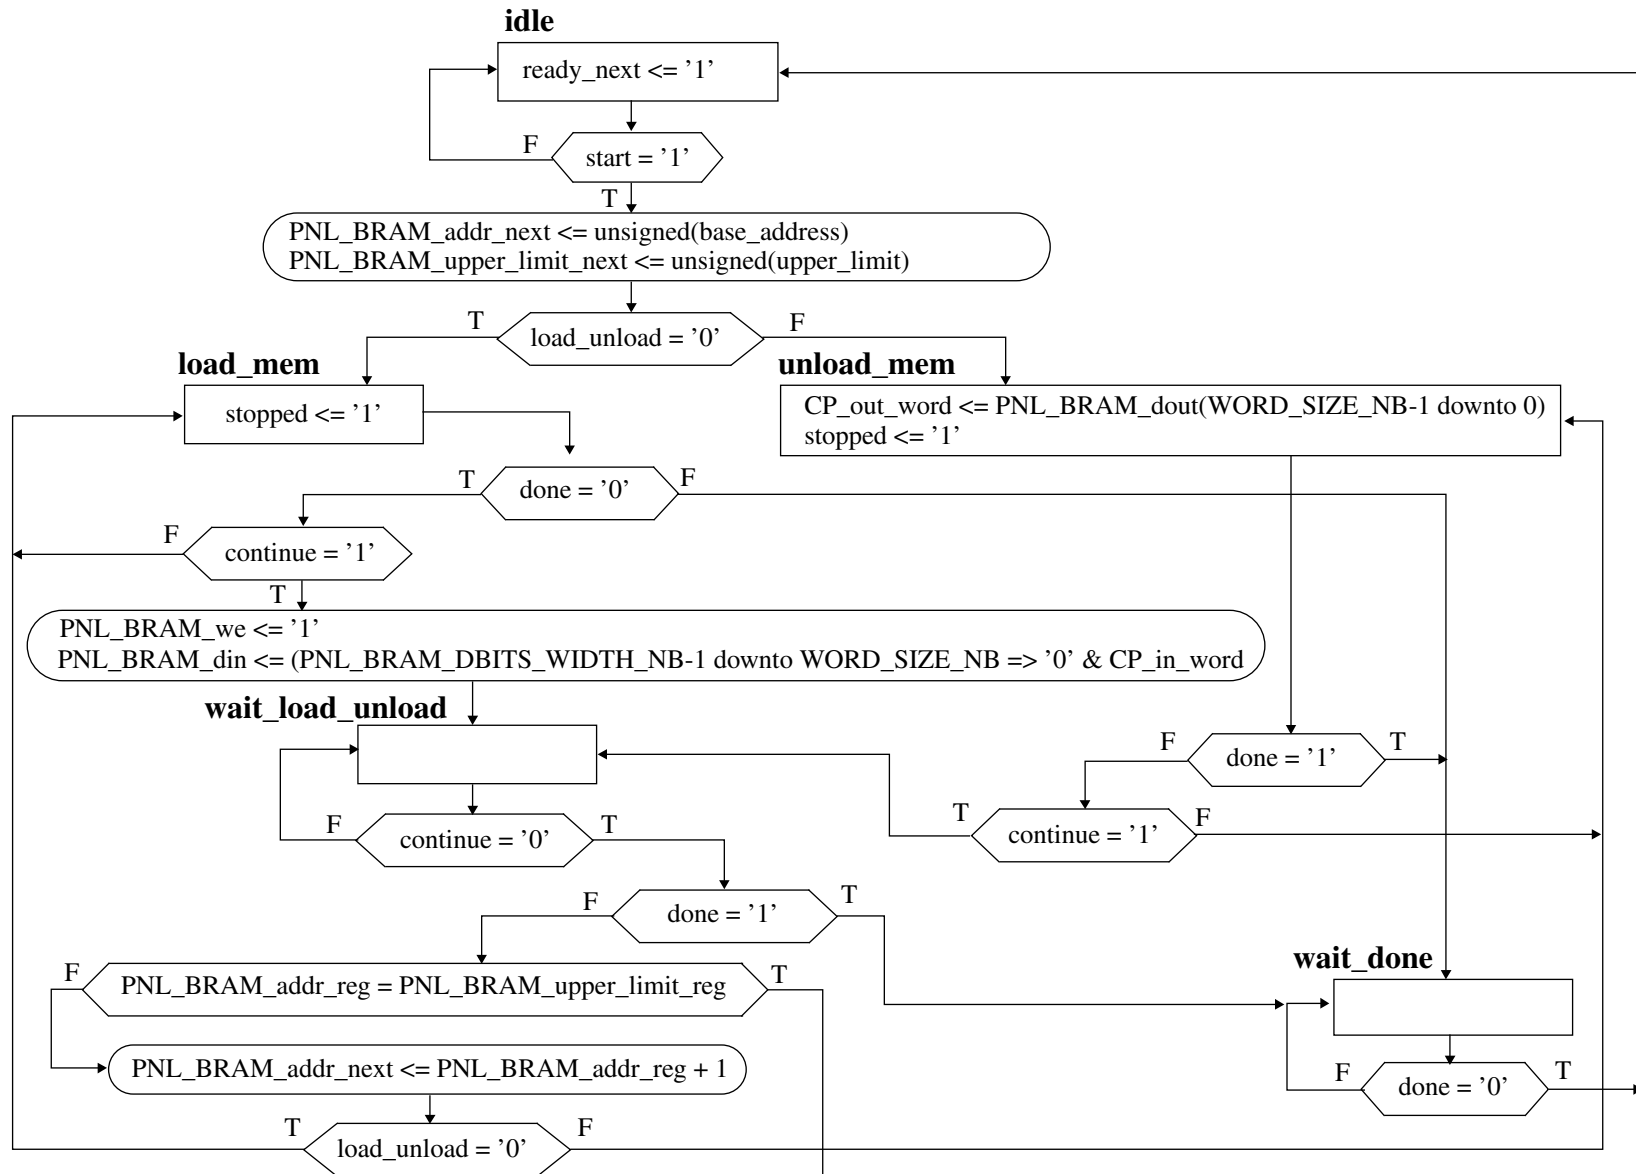 idle
ready_next <= '1'
F
start = '1'
T
PNL_BRAM_addr_next <= unsigned(base_address)
PNL_BRAM_upper_limit_next <= unsigned(upper_limit)
T
load_unload = '0'
F
load_mem
stopped <= '1'
unload_mem
CP_out_word <= PNL_BRAM_dout(WORD_SIZE_NB-1 downto 0)
stopped <= '1'
T
done = '0'
F
F
continue = '1'
T
PNL_BRAM_we <= '1'
PNL_BRAM_din <= (PNL_BRAM_DBITS_WIDTH_NB-1 downto WORD_SIZE_NB => '0' & CP_in_word
wait_load_unload
F
done = '1'
T
F
continue = '0'
T
T
continue = '1'
F
F
done = '1'
T
wait_done
F
PNL_BRAM_addr_reg = PNL_BRAM_upper_limit_reg
T
PNL_BRAM_addr_next <= PNL_BRAM_addr_reg + 1
F
done = '0'
T
T
load_unload = '0'
F